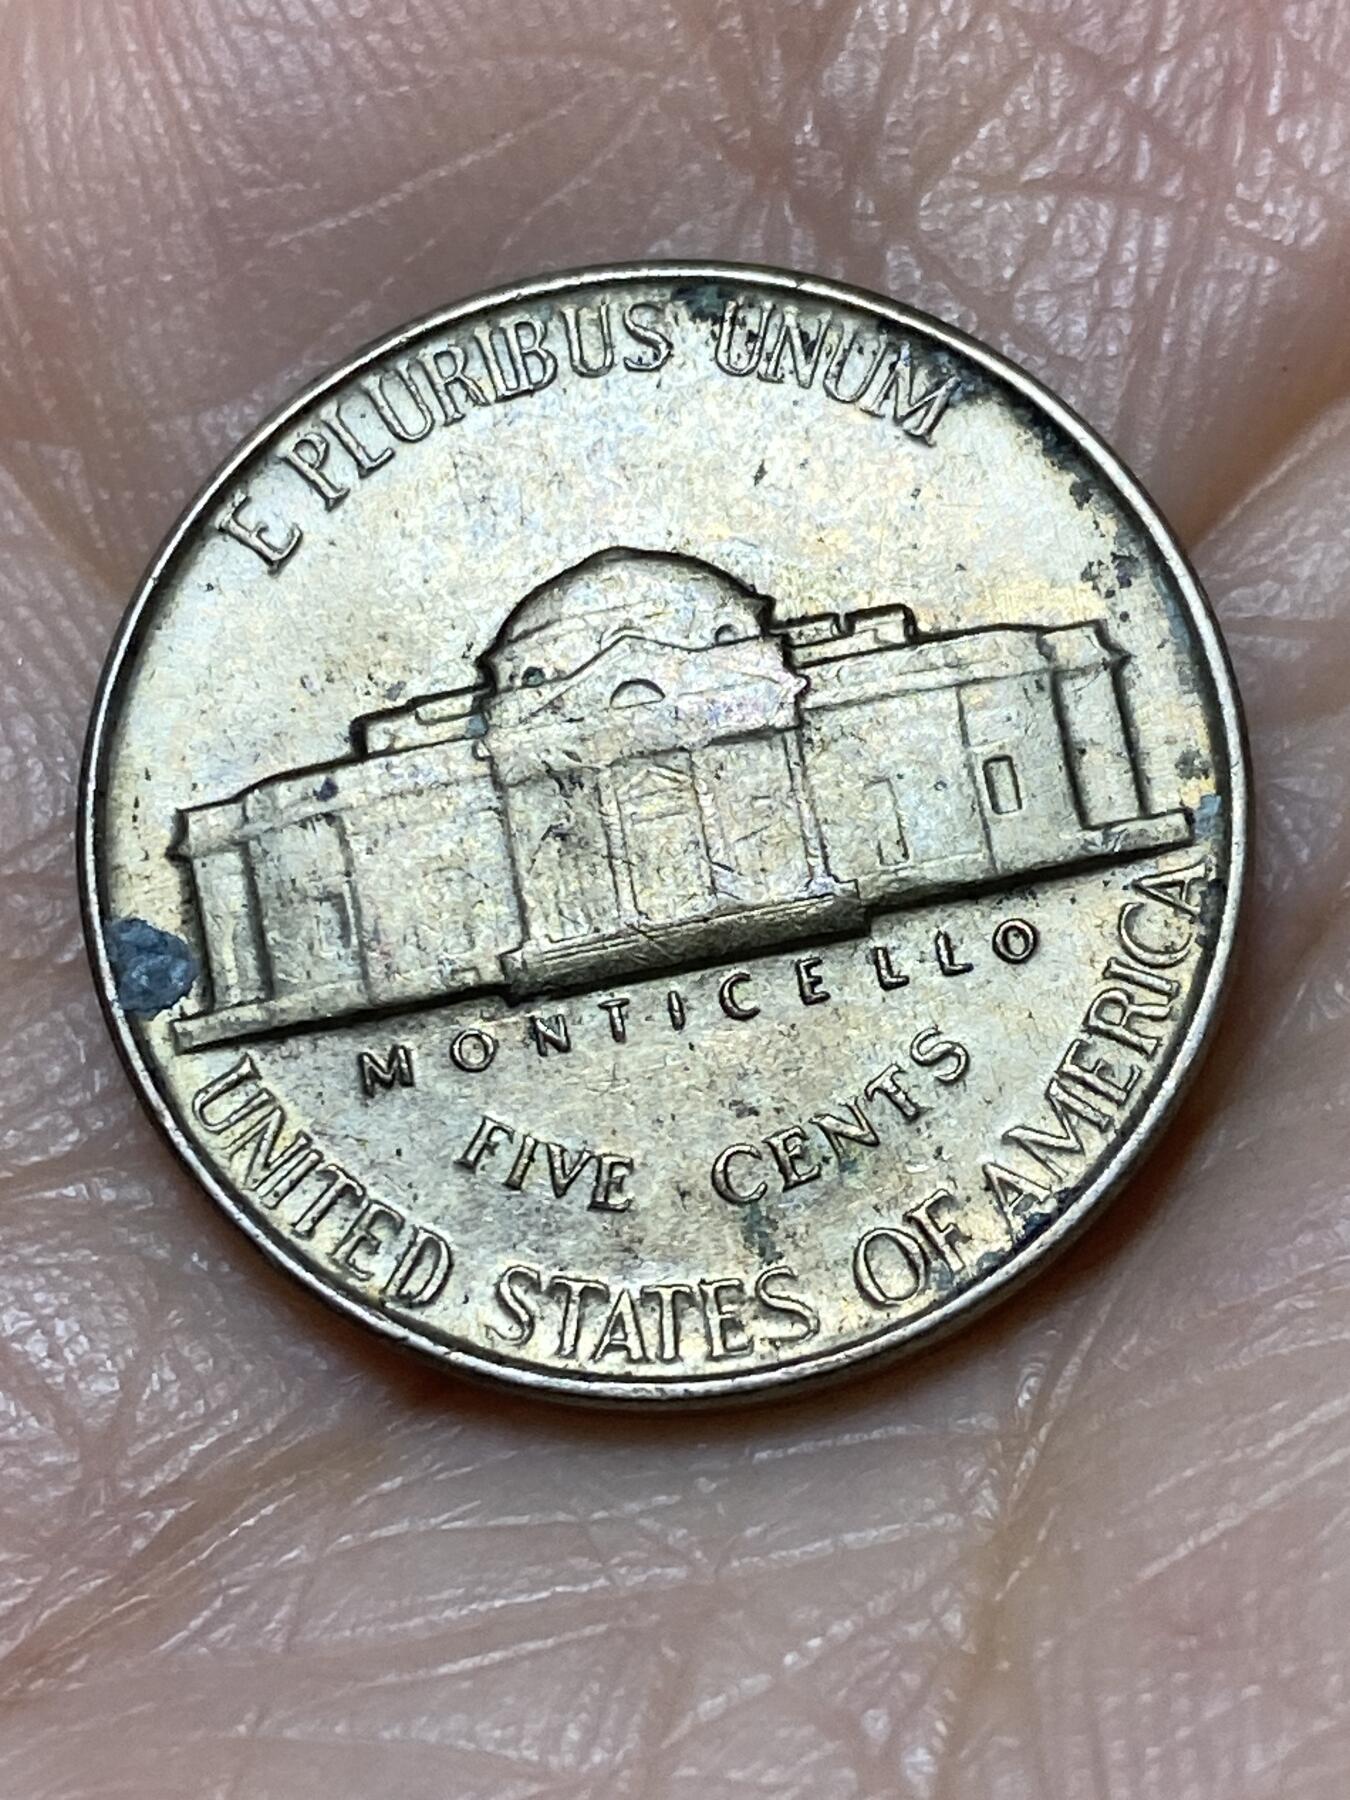 E PLURIBUS UNUM
MONTICELLO
FIVE CENTS
UNITED STATES OF AMERICA